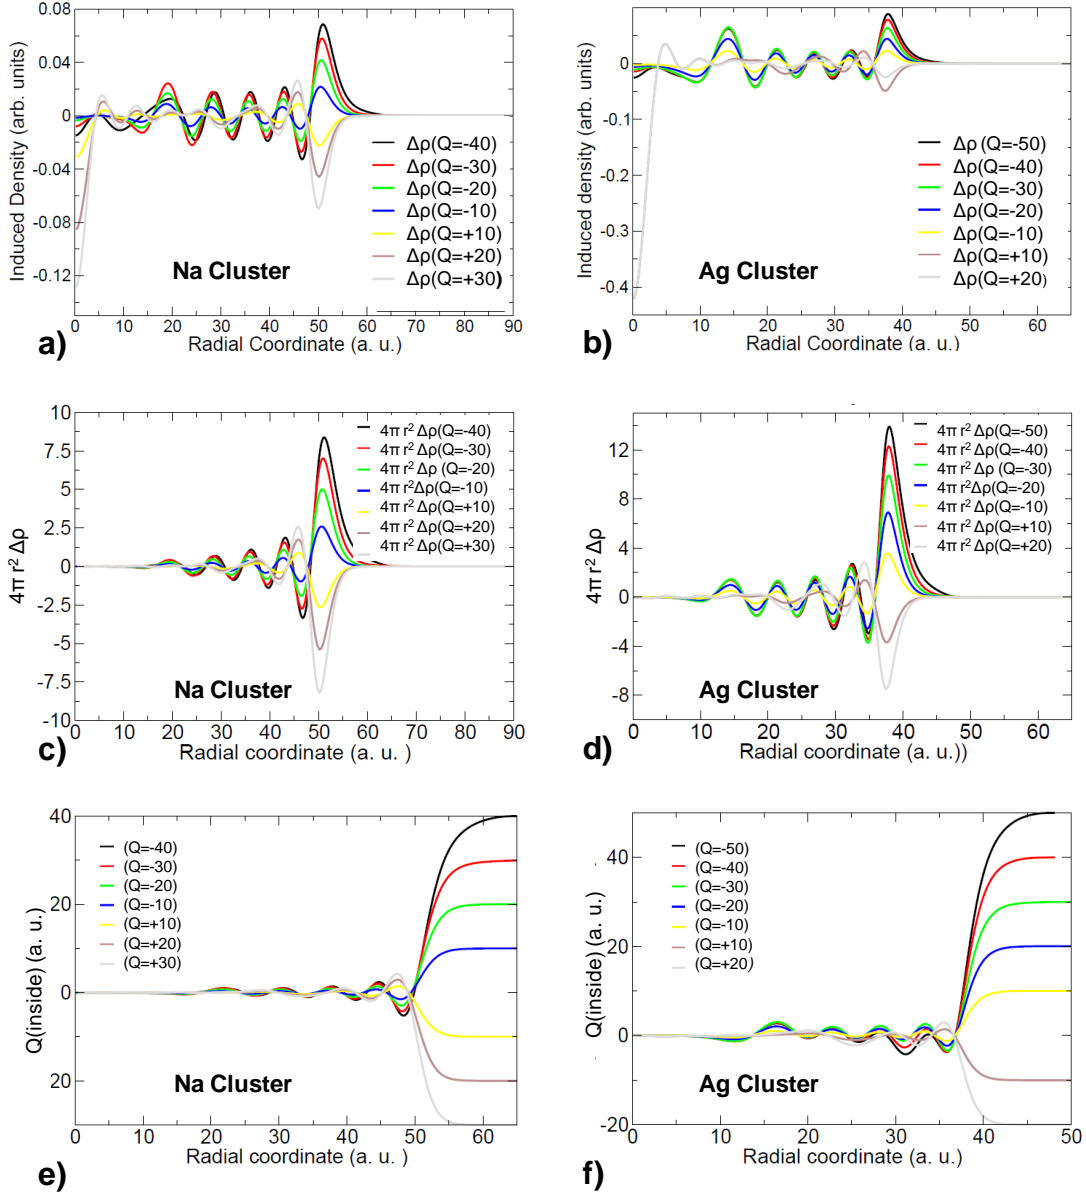 0.08
0.04
0
-0.04
-0.08
-0.12
Induced Density (arb. units)
Δρ(Q=-40)
Δρ(Q=-30)
Δρ(Q=-20)
Δρ(Q=-10)
Δρ(Q=+10)
Δρ(Q=+20)
Δρ(Q=+30)
Na Cluster
0 10 20 30 40 50 60 70 80 90
Radial Coordinate (a. u.)
a)
0
-0.1
-0.2
-0.3
-0.4
Induced density (arb. units)
Δρ (Q=-50)
Δρ(Q=-40)
Δρ(Q=-30)
Δρ(Q=-20)
Δρ(Q=-10)
Δρ(Q=+10)
Δρ(Q=+20)
Ag Cluster
0 10 20 30 40 50 60
Radial Coordinate (a. u.)
b)
10
7.5
5
2.5
0
-2.5
-5
-7.5
-10
4π r² Δρ
4π r² Δρ(Q=-40)
4π r² Δρ(Q=-30)
4π r² Δρ (Q=-20)
4π r²Δρ(Q=-10)
4π r² Δρ(Q=+10)
4π r² Δρ(Q=+20)
4π r² Δρ(Q=+30)
Na Cluster
0 10 20 30 40 50 60 70 80 90
Radial coordinate (a. u. )
c)
12
8
4
0
-4
-8
4π r² Δρ
4π r² Δρ(Q=-50)
4π r² Δρ(Q=-40)
4π r² Δρ (Q=-30)
4π r² Δρ(Q=-20)
4π r² Δρ(Q=-10)
4π r² Δρ(Q=+10)
4π r² Δρ(Q=+20)
Ag Cluster
0 10 20 30 40 50 60
Radial coordinate (a. u.))
d)
40
20
0
20
Q(inside) (a. u.)
(Q=-40)
(Q=-30)
(Q=-20)
(Q=-10)
(Q=+10)
(Q=+20)
(Q=+30)
Na Cluster
0 10 20 30 40 50 60
Radial coordinate (a. u. )
e)
40
20
0
-20
Q(inside) (a. u.)
(Q=-50)
(Q=-40)
(Q=-30)
(Q=-20)
(Q=-10)
(Q=+10)
(Q=+20)
Ag Cluster
0 10 20 30 40 50
Radial coordinate (a. u.)
f)